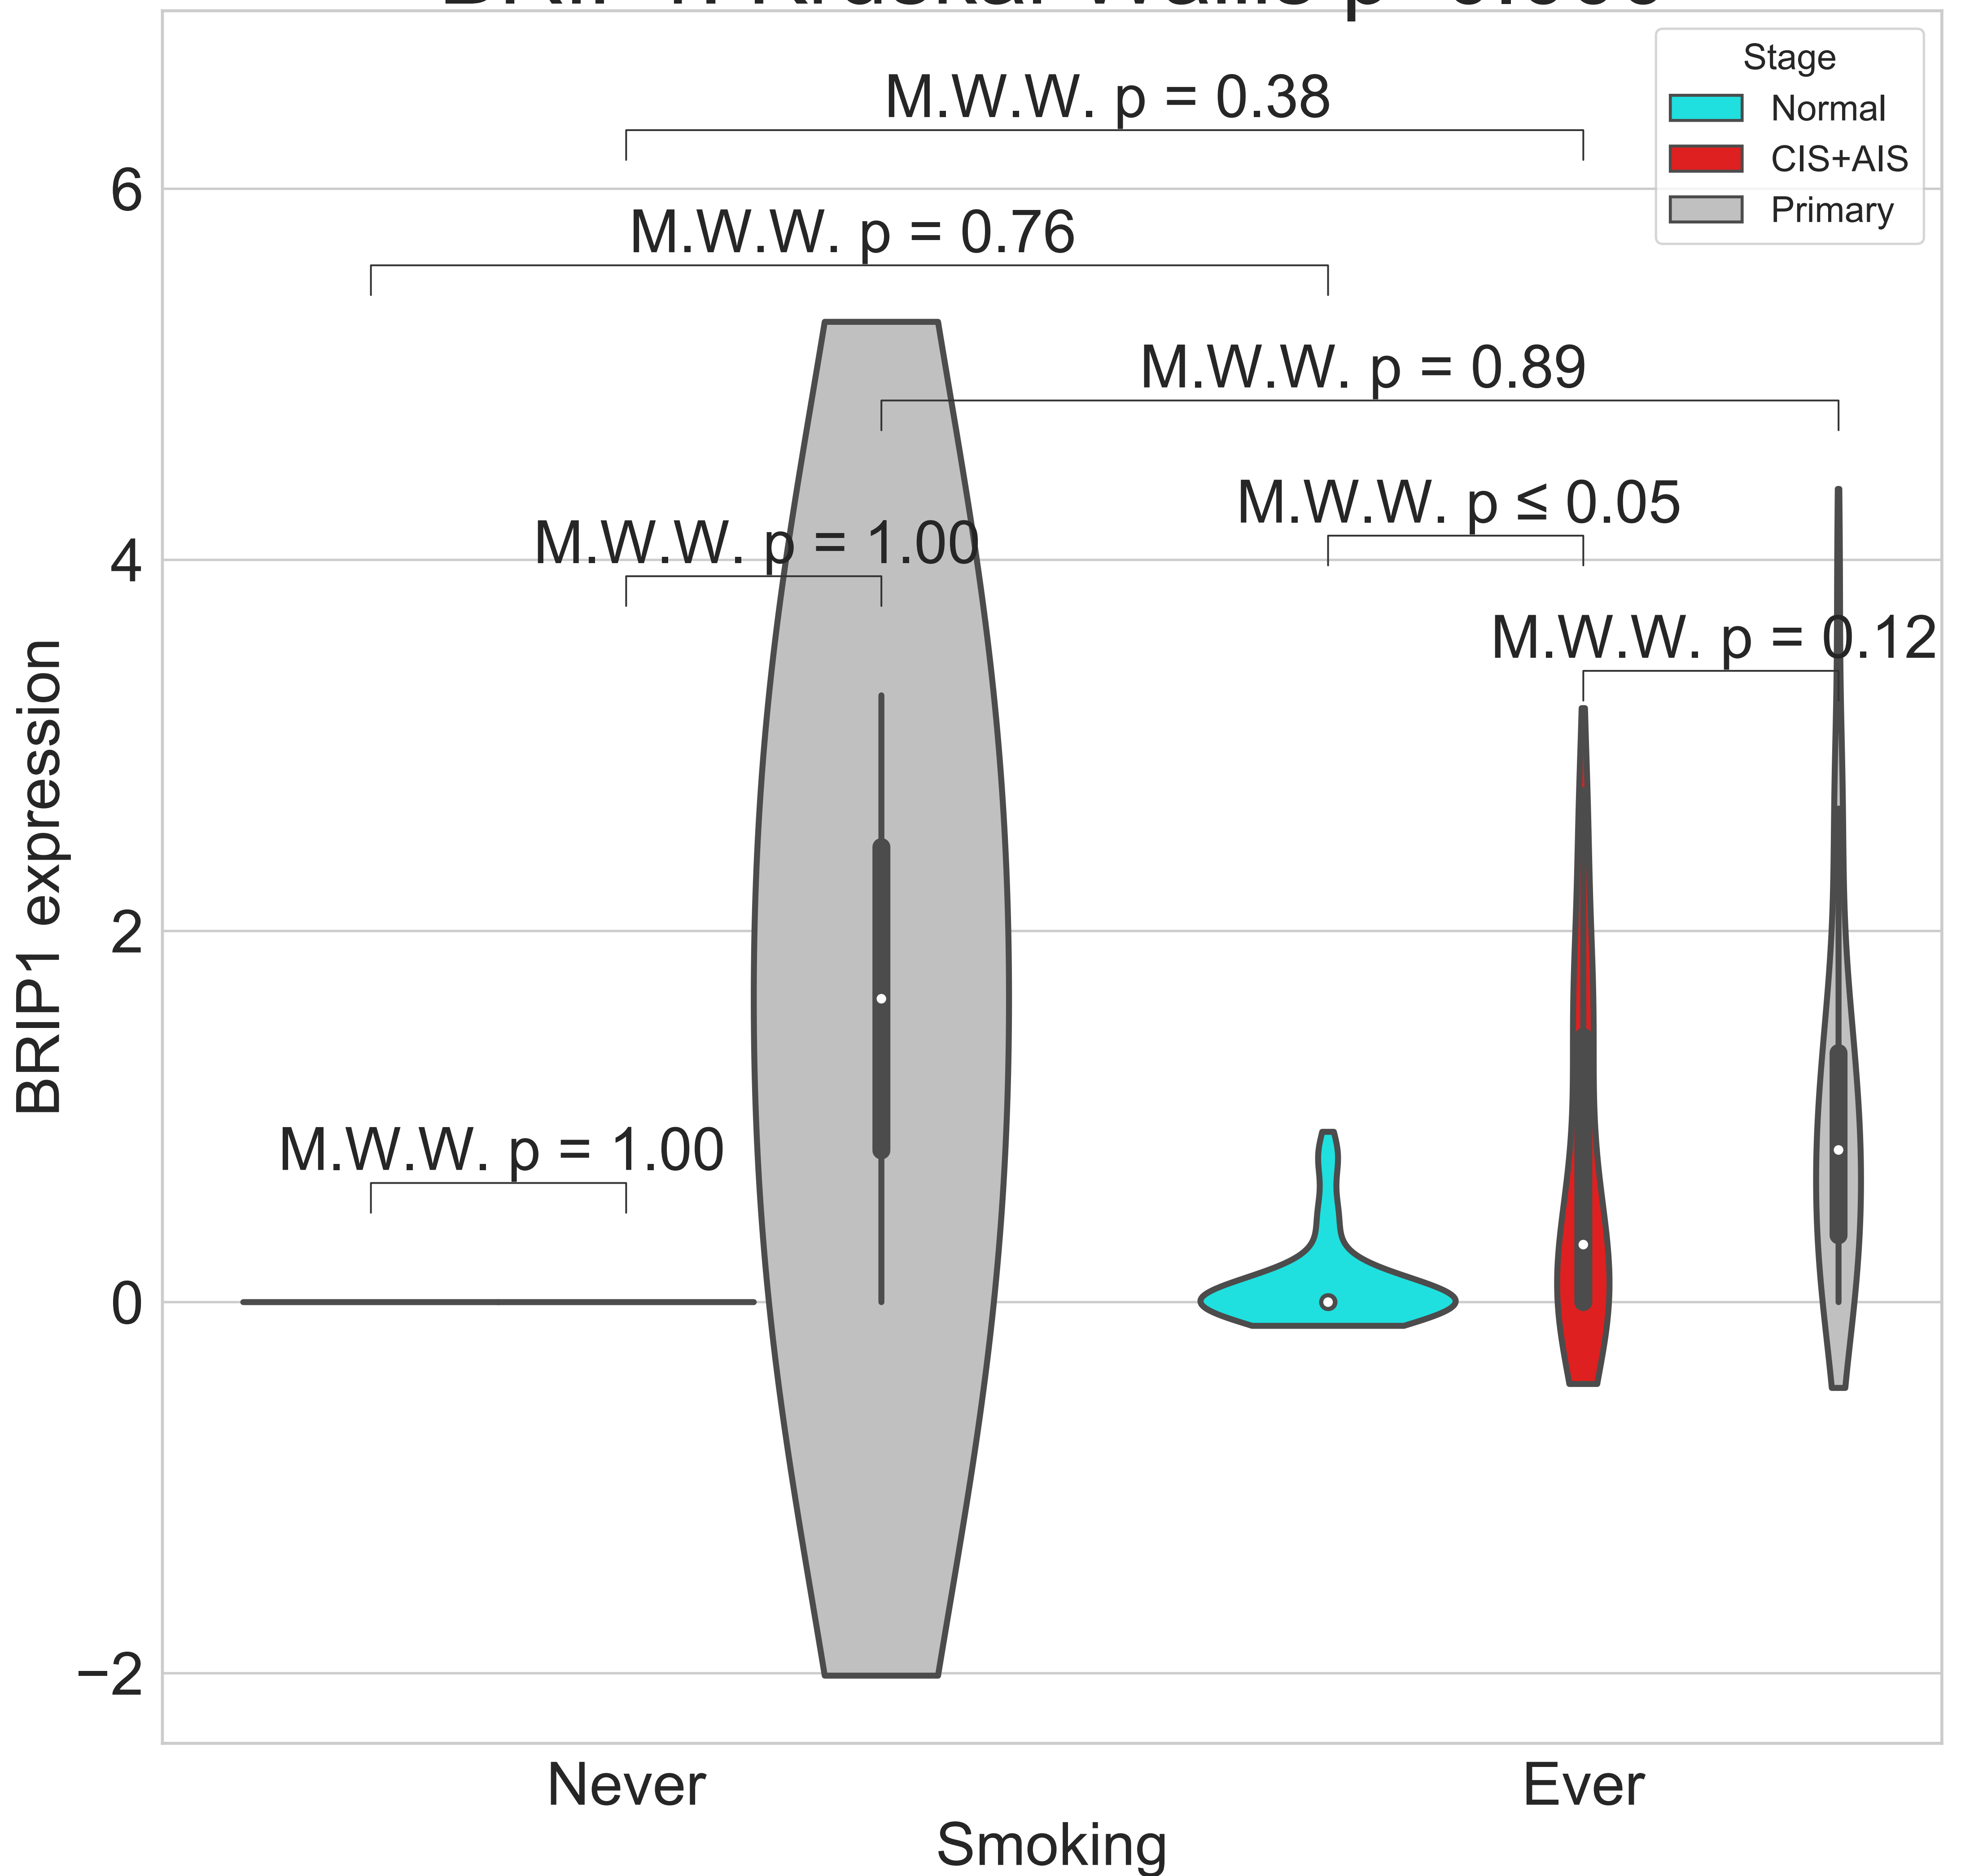 Stage
Normal
CIS+AIS
Primary
M.W.W. p = 0.38
M.W.W. p = 0.76
M.W.W. p = 0.89
M.W.W. p ≤ 0.05
M.W.W. p = 1.00
M.W.W. p = 0.12
M.W.W. p = 1.00
6
4
2
0
−2
BRIP1 expression
Never
Ever
Smoking